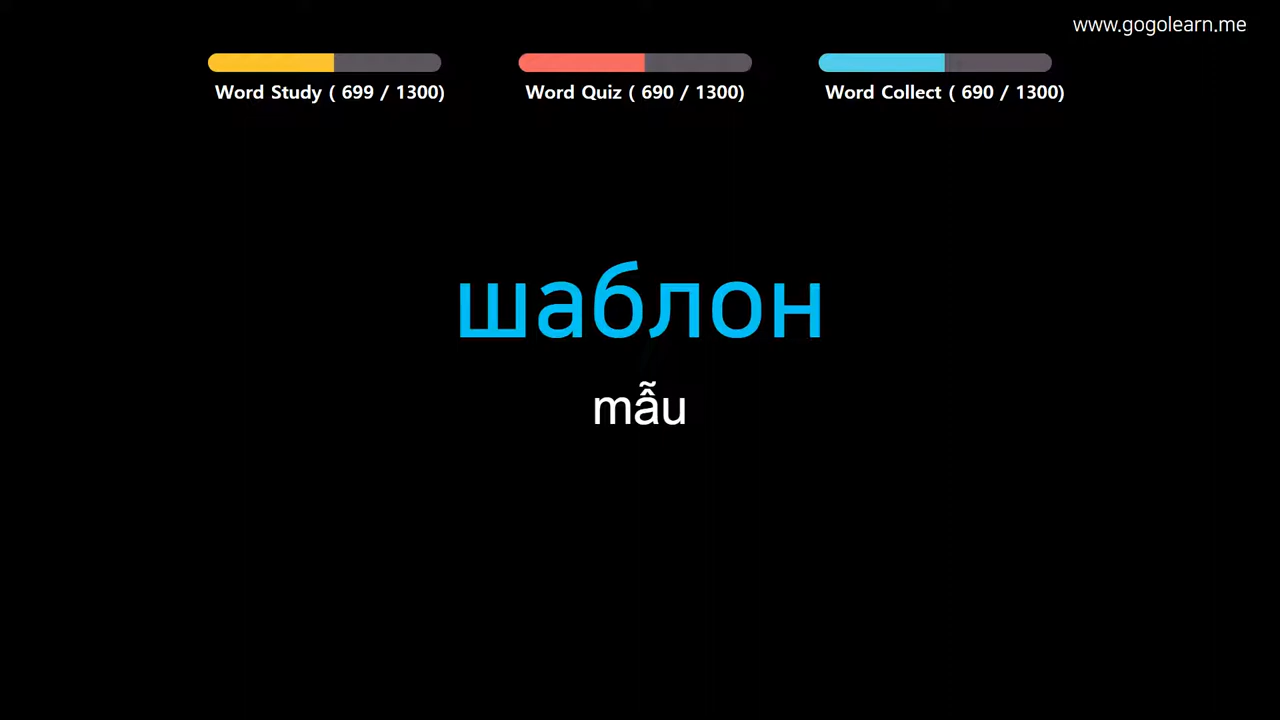 www.gogolearn.me
Word Study ( 699 / 1300)
Word Quiz ( 690 / 1300)
Word Collect ( 690 / 1300)
шаблон
mẫu